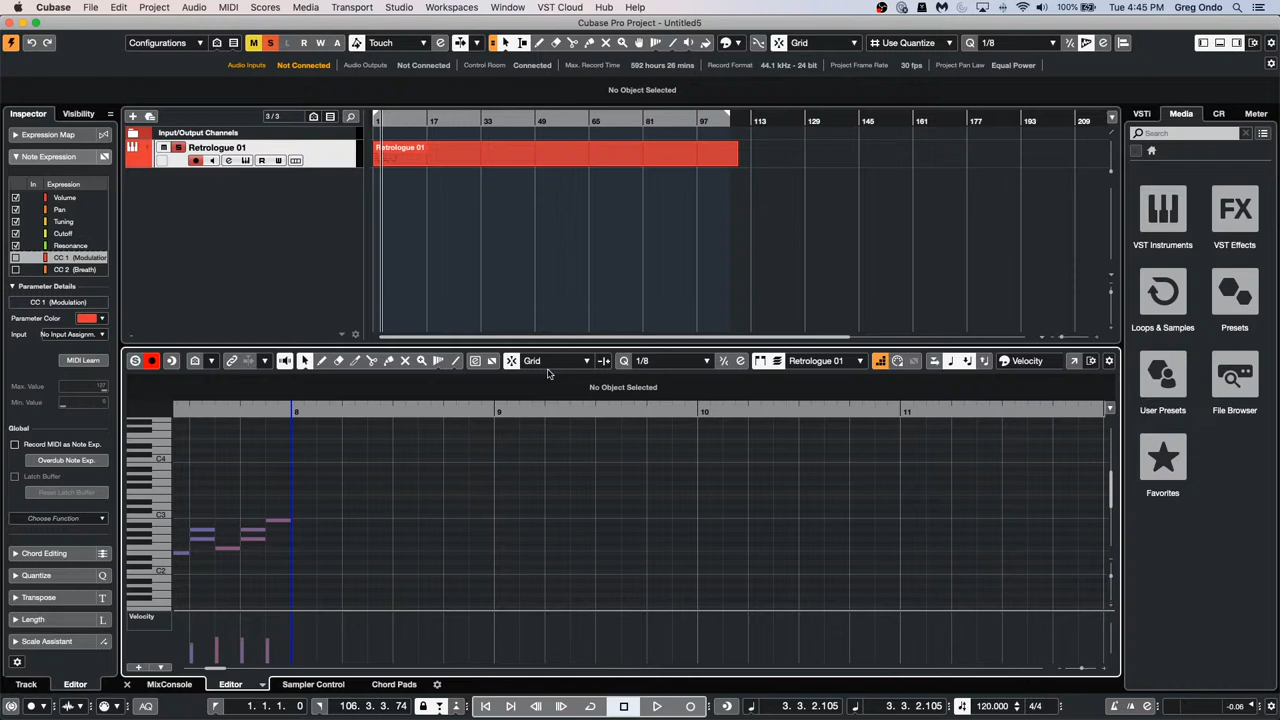 Cubase File Edit Project Audio MIDI Scores Media Transport Studio Workspaces Window VST Cloud Hub Help 100% Tue 4:45 PM Greg Ondo
Cubase Pro Project - Untitled5
Configurations M S L R W A Touch Grid Use Quantize Q 1/8
Audio Inputs Not Connected Audio Outputs Not Connected Control Room Connected Max. Record Time 592 hours 26 mins Record Format 44.1 kHz - 24 bit Project Frame Rate 30 fps Project Pan Law Equal Power
No Object Selected
Inspector Visibility
3/3
1 17 33 49 65 81 97 113 129 145 161 177 193 209
VSTi Media CR Meter
Expression Map
Input/Output Channels
Search
m S Retrologue 01
e R W
Retrologue 01
Note Expression
In Expression
Volume
Pan
Tuning
Cutoff
Resonance
CC 1 (Modulation
CC 2 (Breath)
Parameter Details
CC 1 (Modulation)
Parameter Color
Input No Input Assignm.
MIDI Learn
Max. Value 127
Min. Value
Global
Record MIDI as Note Exp.
Overdub Note Exp.
Latch Buffer
Reset Latch Buffer
Choose Function
Chord Editing
Quantize Q
Transpose T
Length L
Scale Assistant
VST Instruments VST Effects
Loops & Samples Presets
User Presets File Browser
Favorites
S Grid Q 1/8 Retrologue 01 Velocity
No Object Selected
8 9 10 11
C4
C3
C2
Velocity
Track Editor MixConsole Editor Sampler Control Chord Pads
AQ 1. 1. 1. 0 106. 3. 3. 74 3. 3. 2.105 3. 3. 2.105 120.000 4/4 -0.06